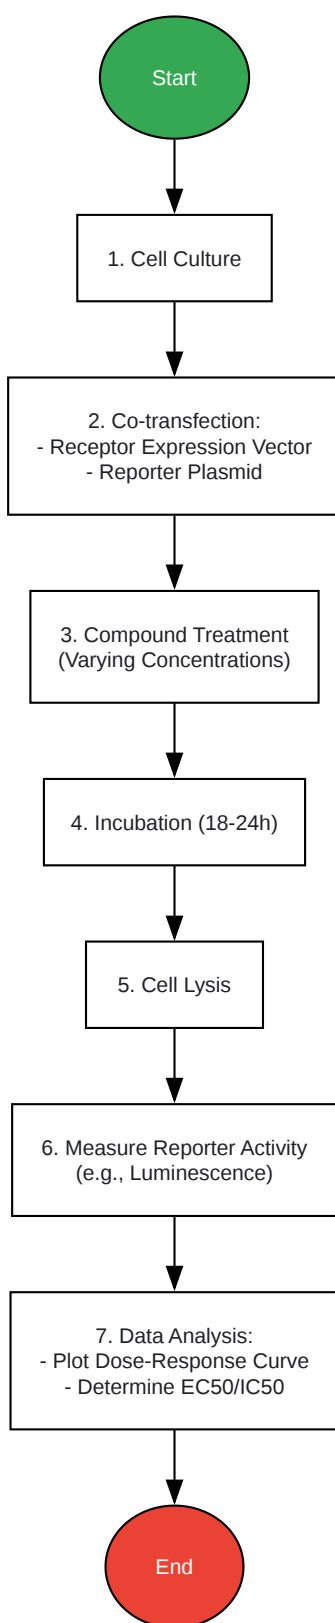 Start
1. Cell Culture
2. Co-transfection:
- Receptor Expression Vector
- Reporter Plasmid
3. Compound Treatment
(Varying Concentrations)
4. Incubation (18-24h)
5. Cell Lysis
6. Measure Reporter Activity
(e.g., Luminescence)
7. Data Analysis:
- Plot Dose-Response Curve
- Determine EC50/IC50
End